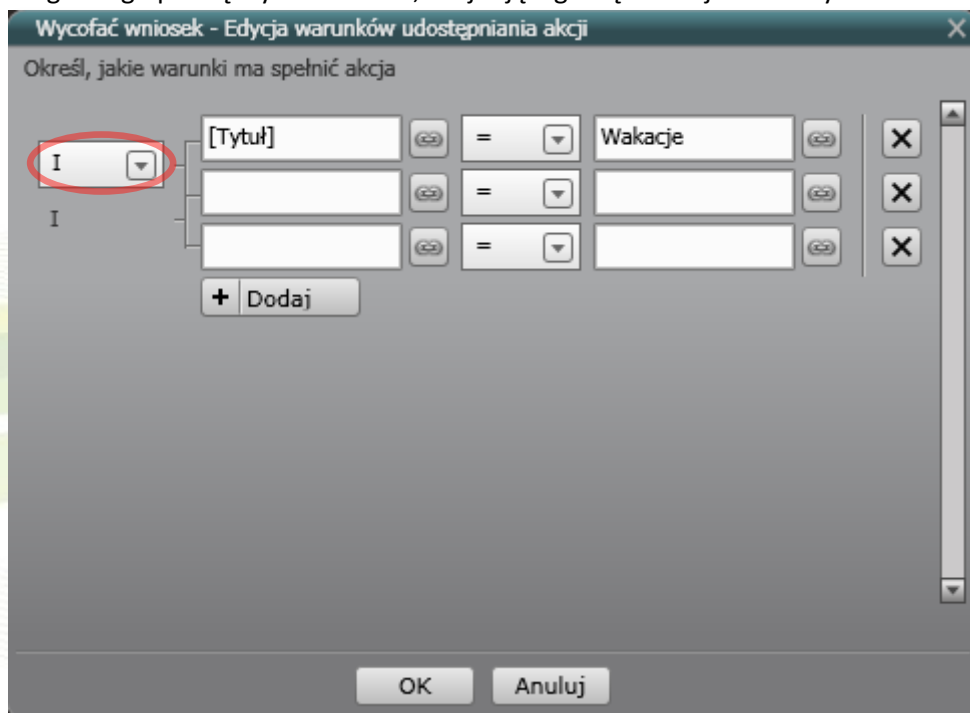 Wycofać wniosek - Edycja warunków udostępniania akcji
Określ, jakie warunki ma spełnić akcja
[Tytuł] = Wakacje
I
=
I
=
+ Dodaj
OK Anuluj